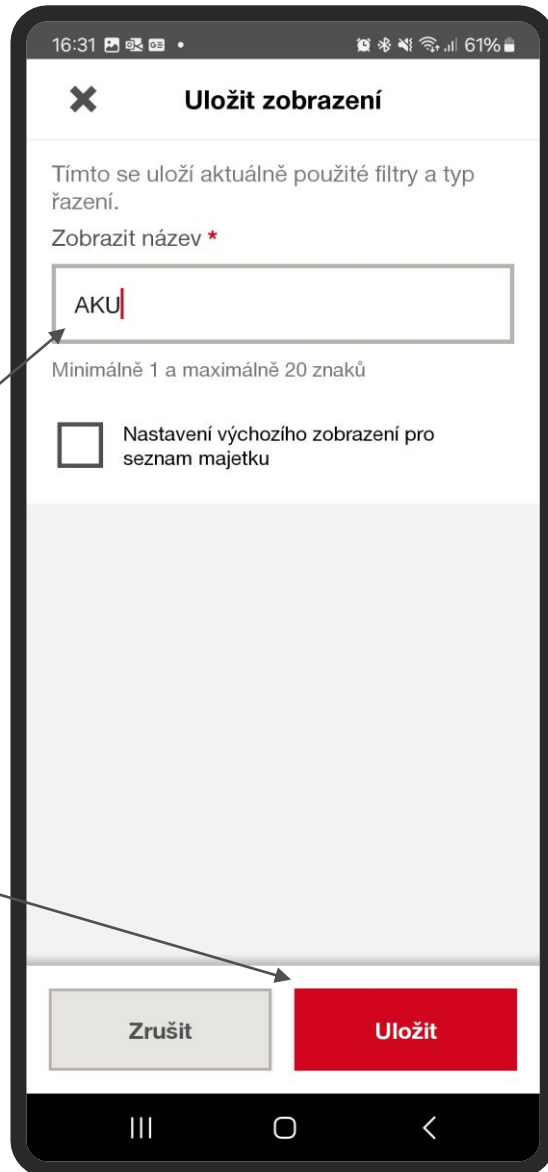 16:31
61%
Uložit zobrazení
Tímto se uloží aktuálně použité filtry a typ
řazení.
Zobrazit název *
AKU
Minimálně 1 a maximálně 20 znaků
Nastavení výchozího zobrazení pro
seznam majetku
Zrušit
Uložit